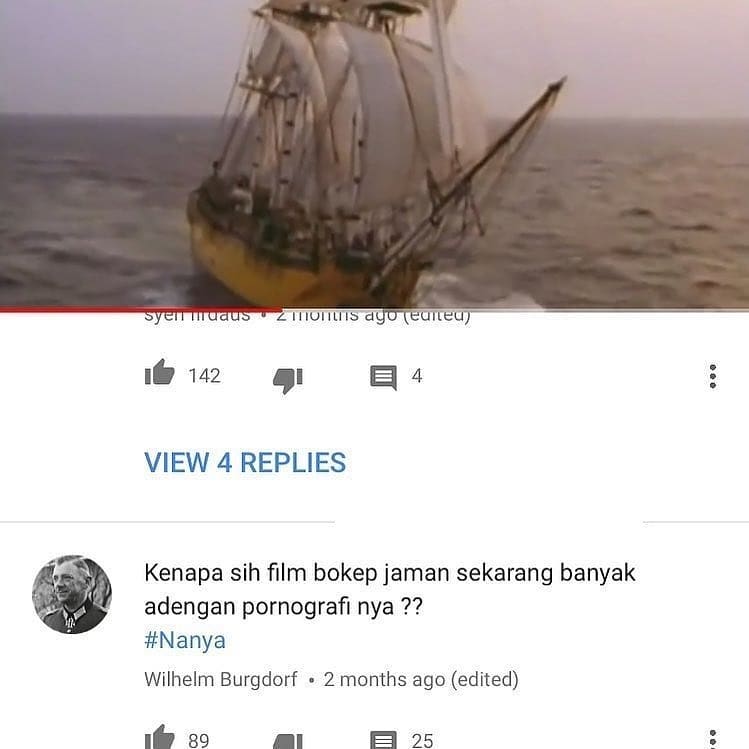 syeh firdaus • 2 months ago (edited)
142
4
VIEW 4 REPLIES
Kenapa sih film bokep jaman sekarang banyak
adengan pornografi nya ??
#Nanya
Wilhelm Burgdorf • 2 months ago (edited)
89
25